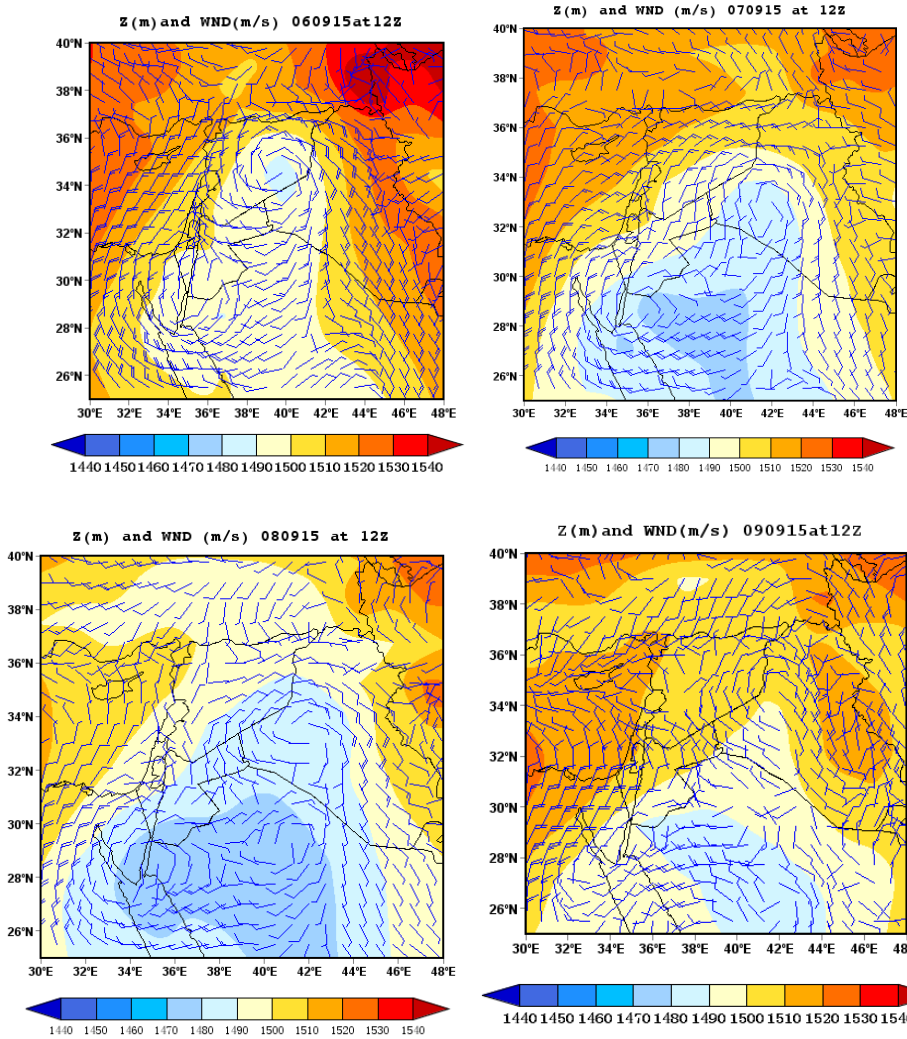 Z(m)and WND(m/s) 060915at12Z
40°N
38°N
36°N
34°N
32°N
30°N
28°N
26°N
30°E 32°E 34°E 36°E 38°E 40°E 42°E 44°E 46°E 48°E
1440 1450 1460 1470 1480 1490 1500 1510 1520 1530 1540
Z(m) and WND(m/s) 070915 at 12Z
40°N
38°N
36°N
34°N
32°N
30°N
28°N
26°N
30°E 32°E 34°E 36°E 38°E 40°E 42°E 44°E 46°E 48°E
1440 1450 1460 1470 1480 1490 1500 1510 1520 1530 1540
Z(m) and WND(m/s) 080915 at 12Z
40°N
38°N
36°N
34°N
32°N
30°N
28°N
26°N
30°E 32°E 34°E 36°E 38°E 40°E 42°E 44°E 46°E 48°E
1440 1450 1460 1470 1480 1490 1500 1510 1520 1530 1540
Z(m)and WND(m/s) 090915at12Z
40°N
38°N
36°N
34°N
32°N
30°N
28°N
26°N
30°E 32°E 34°E 36°E 38°E 40°E 42°E 44°E 46°E 48
1440 1450 1460 1470 1480 1490 1500 1510 1520 1530 154